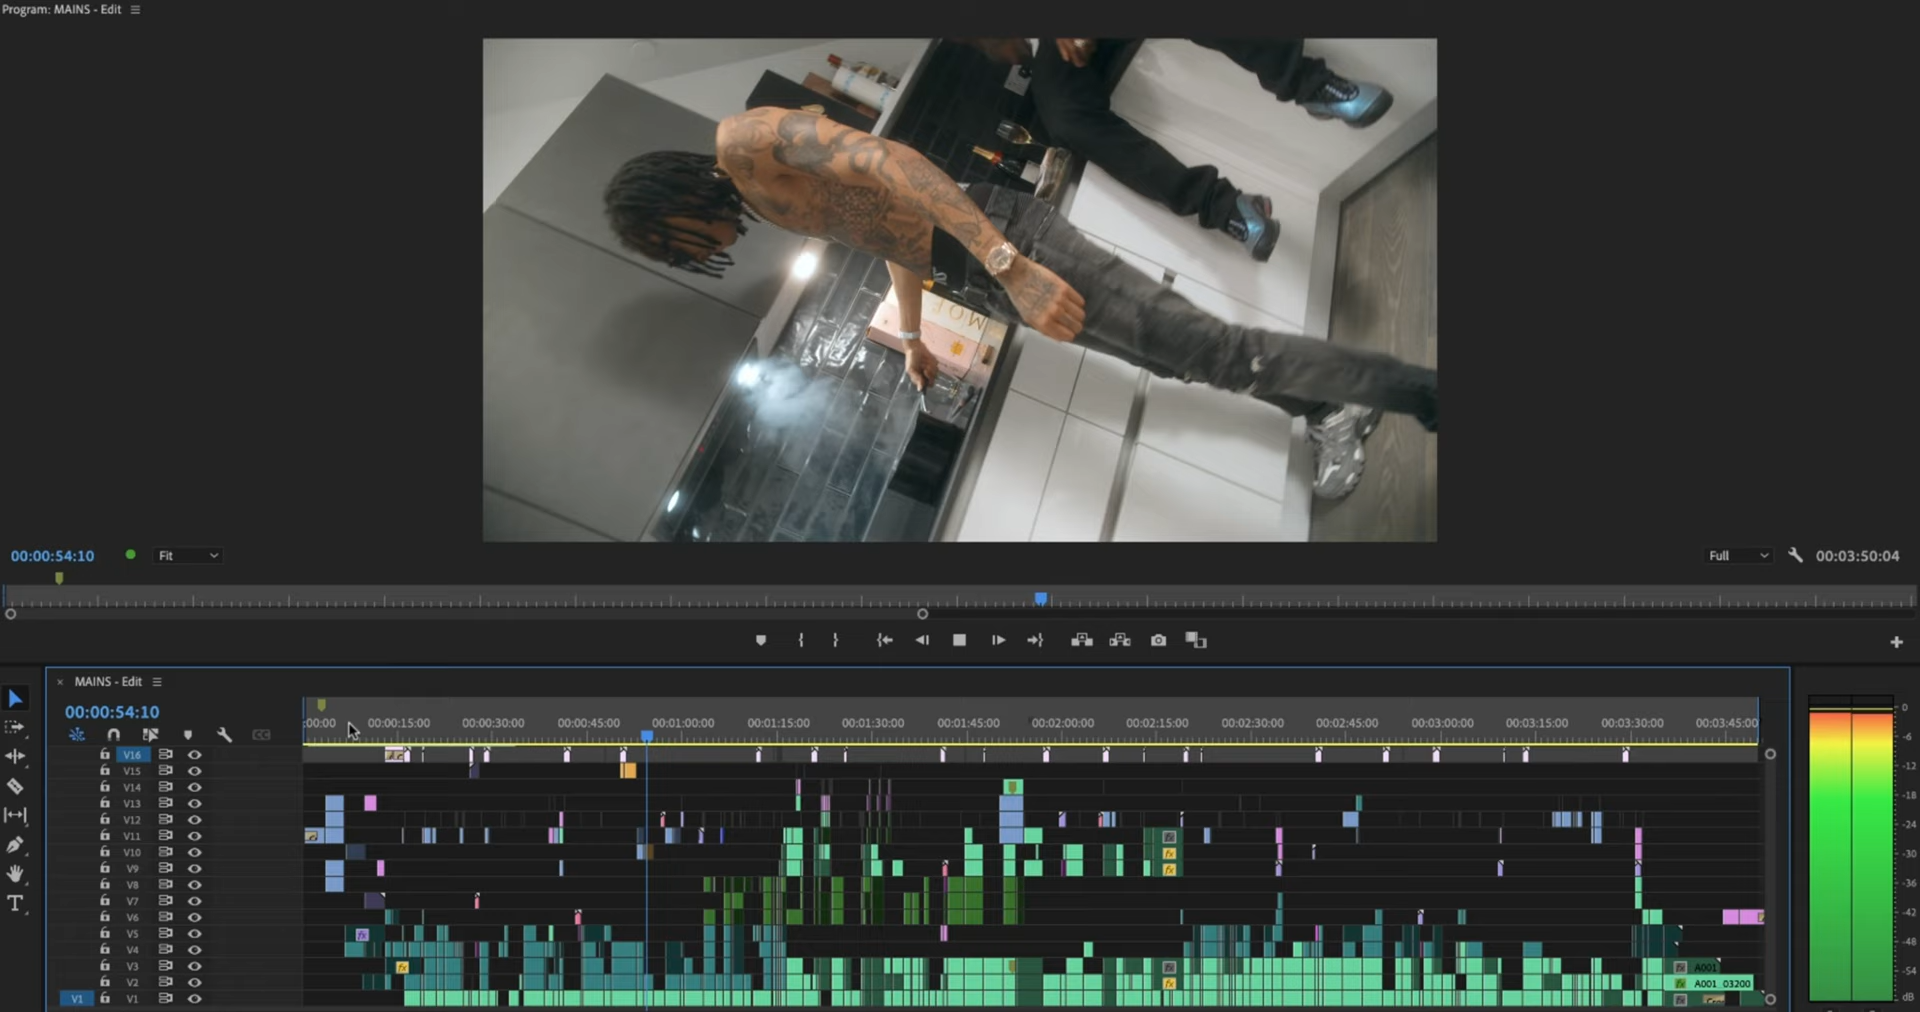 Program: MAINS - Edit
MOË
00:00:54:10
Fit
Full
00:03:50:04
MAINS - Edit
00:00:54:10
:00:00 00:00:15:00 00:00:30:00 00:00:45:00 00:01:00:00 00:01:15:00 00:01:30:00 00:01:45:00 00:02:00:00 00:02:15:00 00:02:30:00 00:02:45:00 00:03:00:00 00:03:15:00 00:03:30:00 00:03:45:00
V16
V15
V14
V13
V12
V11
V10
V9
V8
V7
V6
V5
V4
V3 A001
V2 A001_03200
V1 V1
0
-6
-12
-18
-24
-30
-36
-42
-48
-54
dB